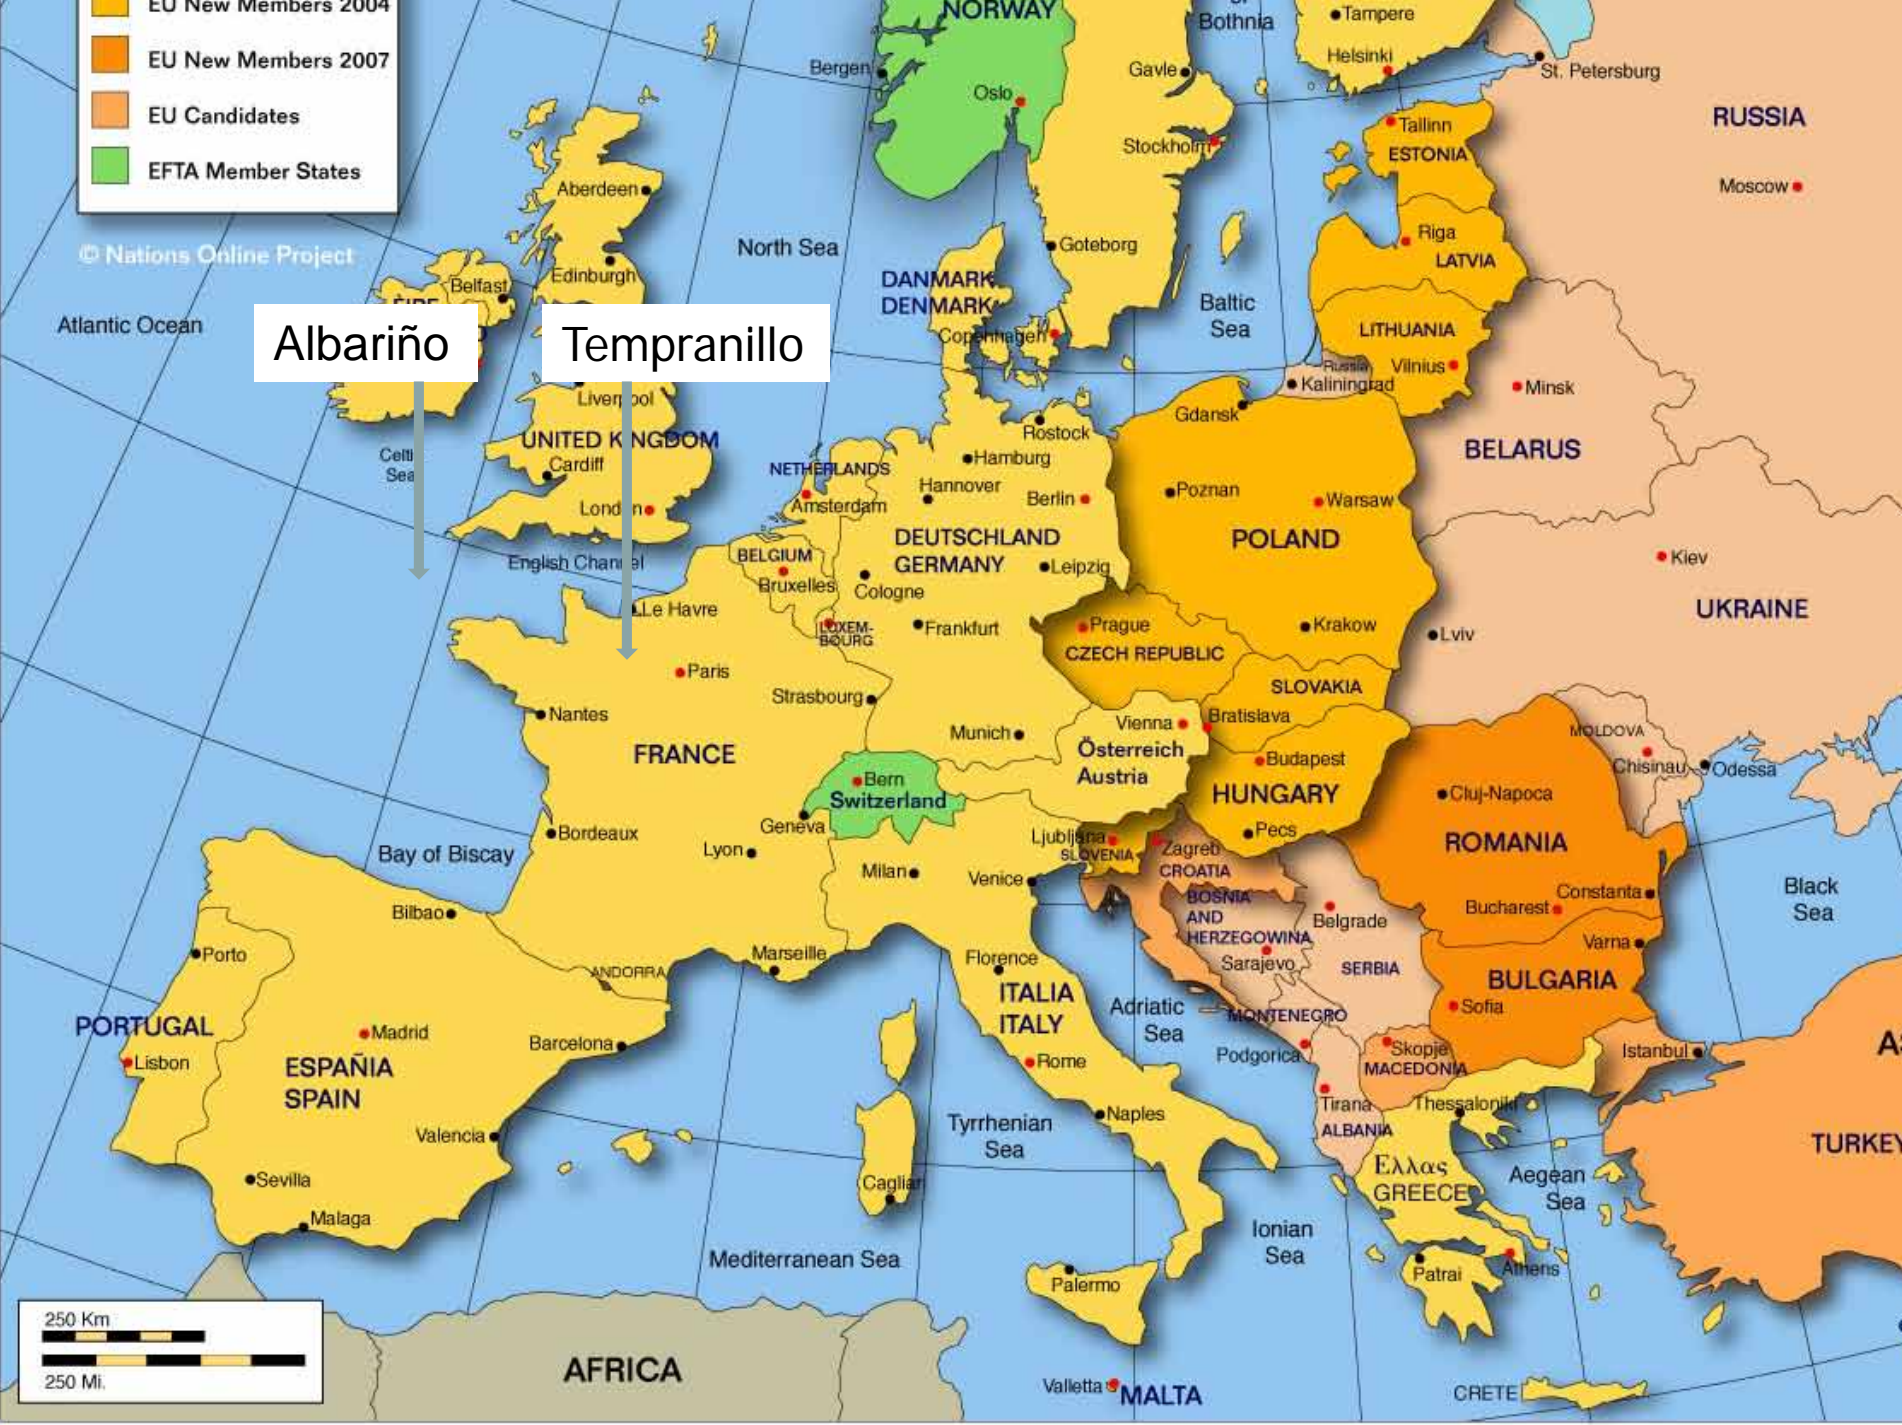 EU New Members 2004
EU New Members 2007
EU Candidates
EFTA Member States
© Nations Online Project
NORWAY
Bothnia
Tampere
Helsinki
St. Petersburg
Bergen
Oslo
Gavle
Stockholm
RUSSIA
Moscow
Tallinn
ESTONIA
Riga
LATVIA
LITHUANIA
Vilnius
Russia
Kaliningrad
Minsk
BELARUS
Aberdeen
Edinburgh
Belfast
North Sea
Goteborg
DANMARK
DENMARK
Copenhagen
Baltic
Sea
Atlantic Ocean
Albariño
Tempranillo
Liverpool
UNITED KINGDOM
Cardiff
London
Sea
English Channel
NETHERLANDS
Amsterdam
Rostock
Hamburg
Hannover
Berlin
Gdansk
Poznan
Warsaw
POLAND
DEUTSCHLAND
GERMANY
Leipzig
BELGIUM
Bruxelles
Cologne
Le Havre
LUXEM-
BOURG
Frankfurt
Prague
CZECH REPUBLIC
Krakow
Lviv
Kiev
UKRAINE
Paris
Strasbourg
Nantes
FRANCE
Munich
Vienna
Bratislava
SLOVAKIA
Österreich
Austria
Budapest
HUNGARY
Pecs
MOLDOVA
Chisinau
Odessa
Bern
Switzerland
Geneva
Bordeaux
Lyon
Bay of Biscay
Milan
Venice
Ljubljana
SLOVENIA
Zagreb
CROATIA
Cluj-Napoca
ROMANIA
Constanta
Bucharest
Black
Sea
BOSNIA
AND
HERZEGOWINA
Sarajevo
Belgrade
SERBIA
Varna
BULGARIA
Sofia
Bilbao
Porto
ANDORRA
Marseille
Florence
ITALIA
ITALY
Rome
Adriatic
Sea
MONTENEGRO
Podgorica
Skopje
MACEDONIA
Istanbul
PORTUGAL
Lisbon
Madrid
ESPAÑIA
SPAIN
Barcelona
Valencia
Sevilla
Malaga
Naples
Tyrrhenian
Sea
Cagliari
Tirana
ALBANIA
Thessaloniki
Ελλας
GREECE
Aegean
Sea
TURKEY
Ionian
Sea
Patrai
Athens
Mediterranean Sea
Palermo
AFRICA
Valletta
MALTA
CRETE
250 Km
250 Mi.